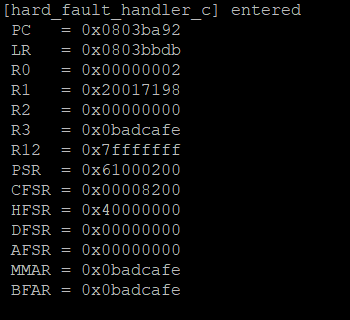 [hard_fault_handler_c] entered
PC = 0x0803ba92
LR = 0x0803bbdb
R0 = 0x00000002
R1 = 0x20017198
R2 = 0x00000000
R3 = 0x0badcafe
R12 = 0x7fffffff
PSR = 0x61000200
CFSR = 0x00008200
HFSR = 0x40000000
DFSR = 0x00000000
AFSR = 0x00000000
MMAR = 0x0badcafe
BFAR = 0x0badcafe